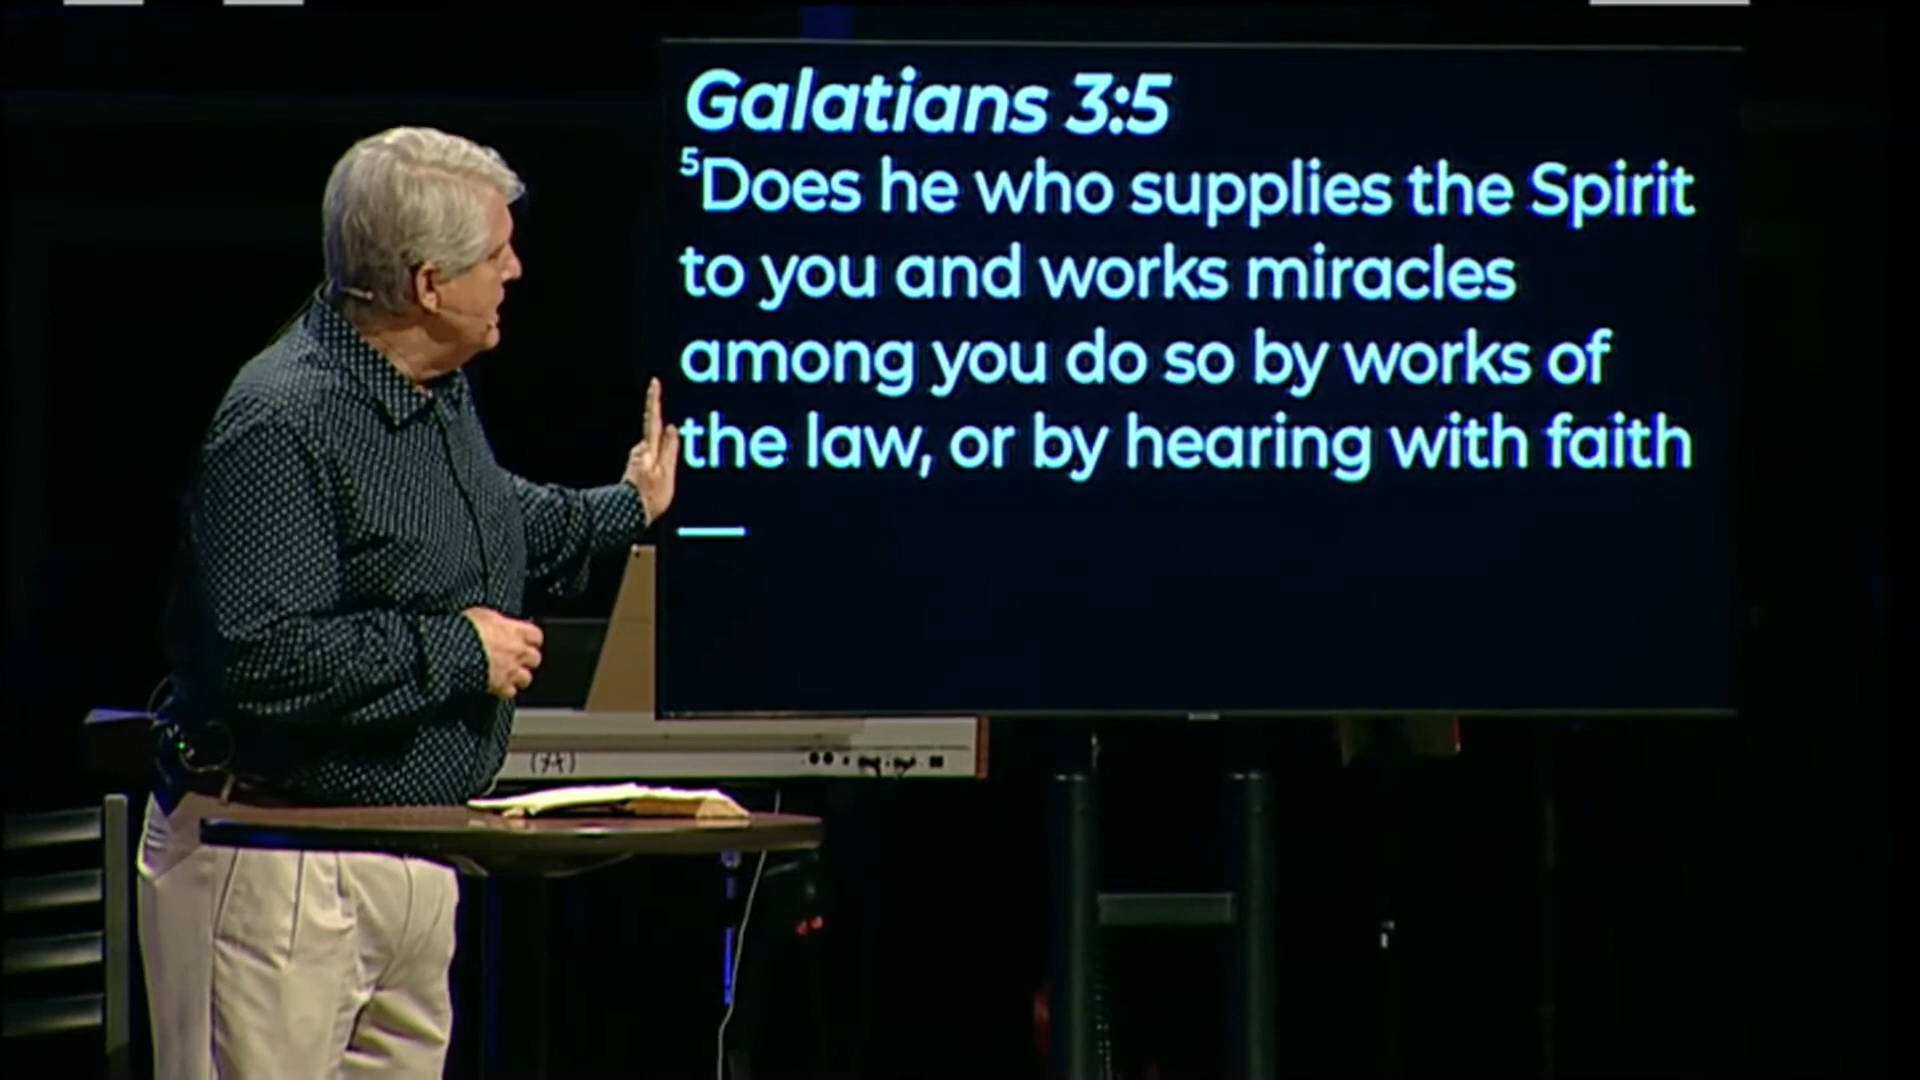 Galatians 3:5
⁵Does he who supplies the Spirit
to you and works miracles
among you do so by works of
the law, or by hearing with faith
—